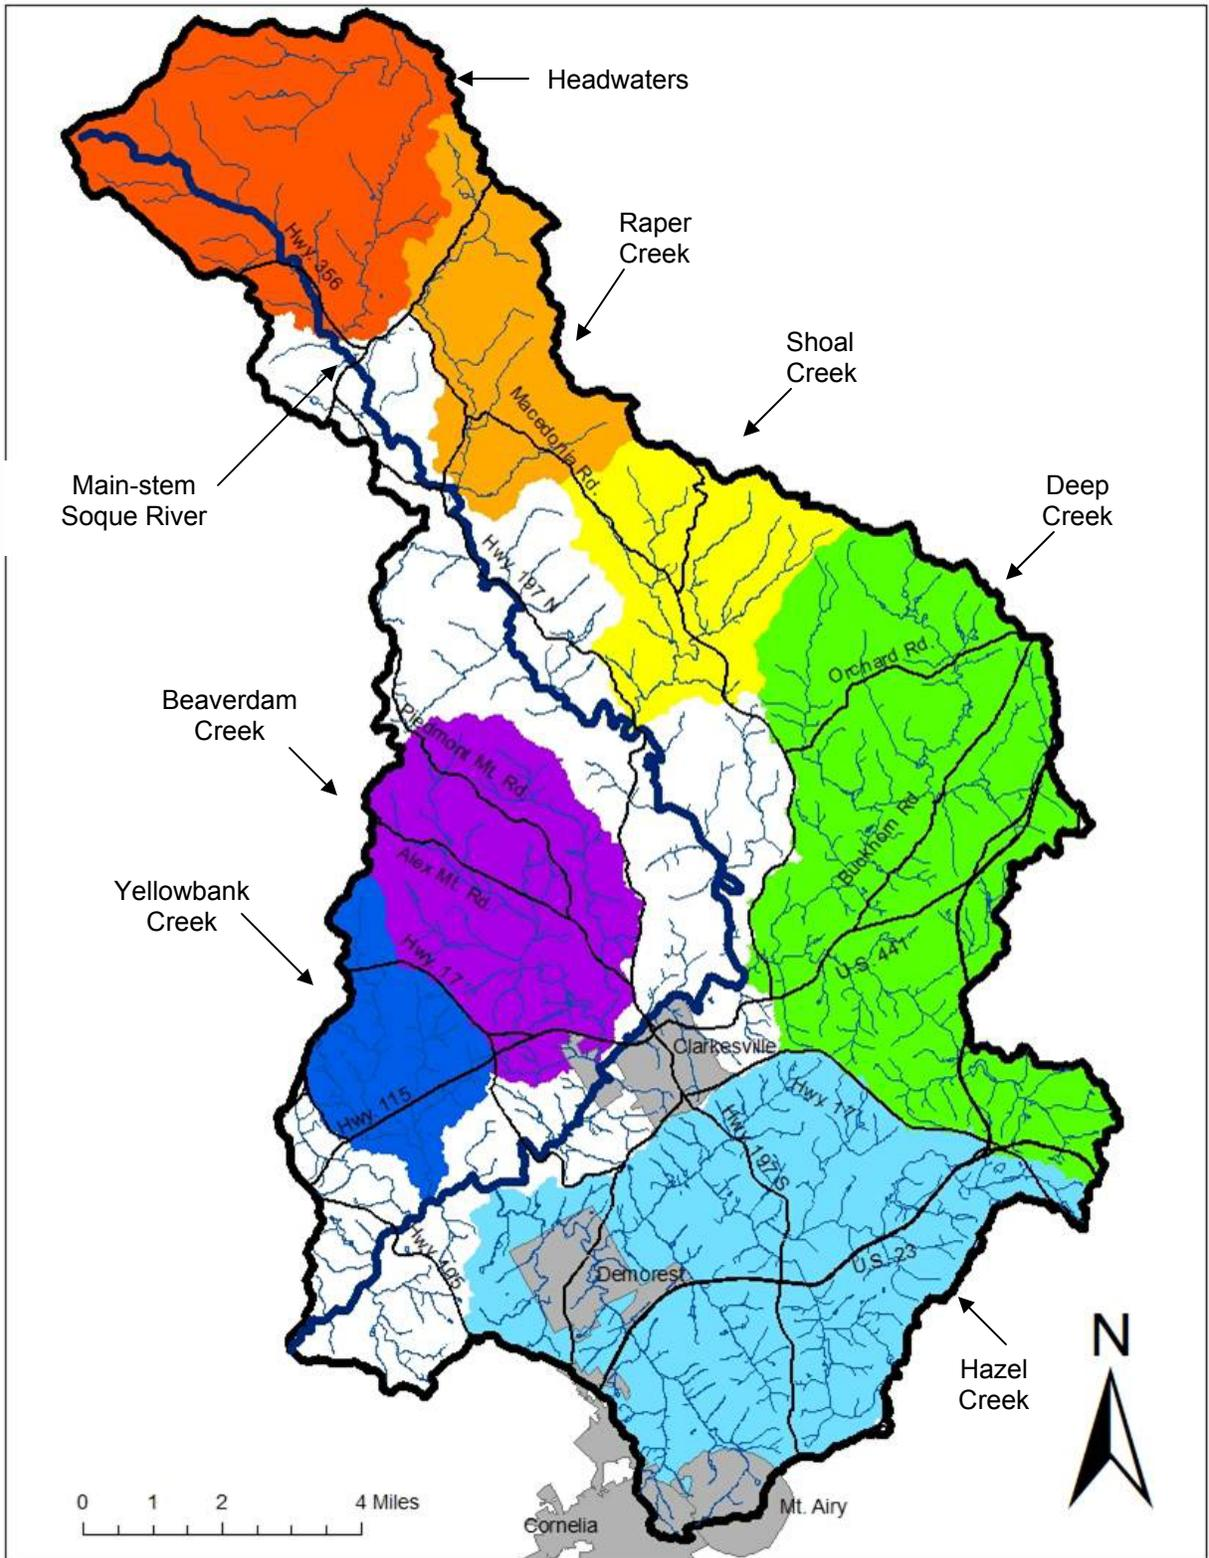 Headwaters
Raper
Creek
Hwy. 356
Shoal
Creek
Macedonia Rd.
Main-stem
Soque River
Deep
Creek
Hwy. 197 N
Orchard Rd.
Beaverdam
Creek
Piedmont Mt. Rd.
Buckhorn Rd.
Alex Mt. Rd.
Yellowbank
Creek
Hwy. 17
U.S. 441
Clarkesville
Hwy. 115
Hwy. 17
Hwy. 197 S
Hwy. 105
U.S. 23
Demorest
N
Hazel
Creek
0 1 2 4 Miles
Cornelia
Mt. Airy